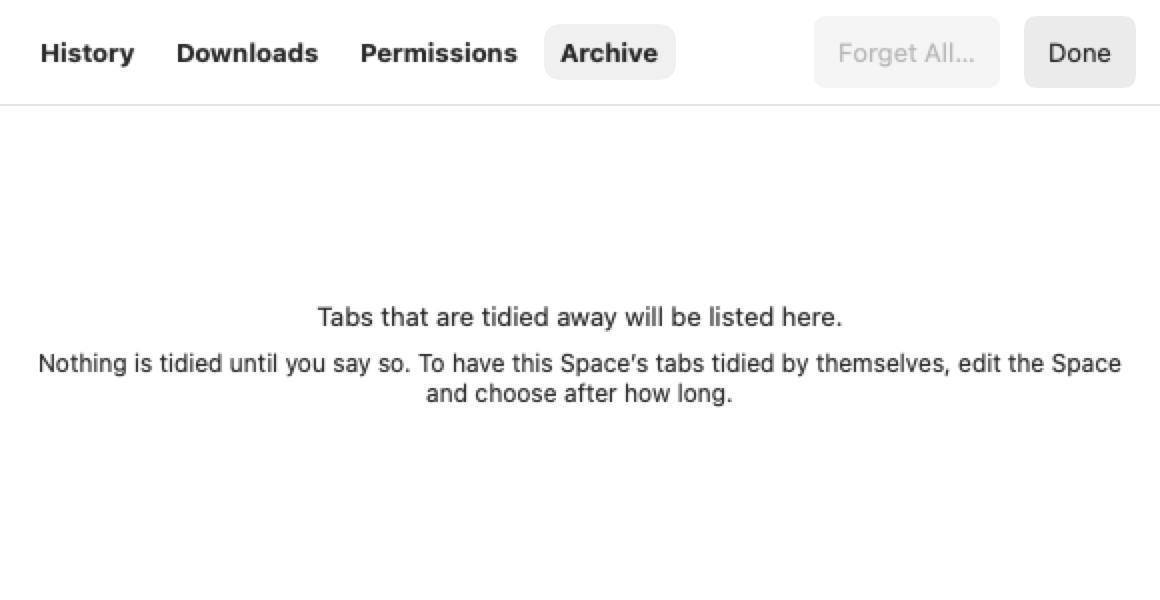 History Downloads Permissions Archive Forget All... Done
Tabs that are tidied away will be listed here.
Nothing is tidied until you say so. To have this Space's tabs tidied by themselves, edit the Space
and choose after how long.